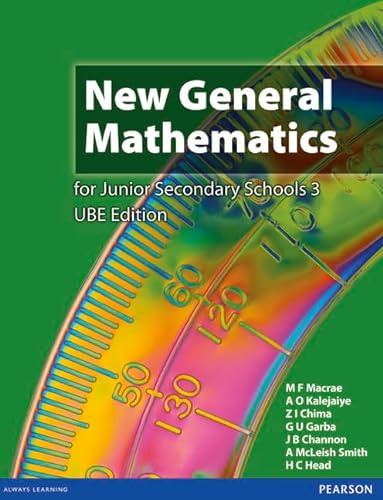 New General
Mathematics
for Junior Secondary Schools 3
UBE Edition
70
110
60
120
50
130
M F Macrae
A O Kalejaiye
Z I Chima
G U Garba
J B Channon
A McLeish Smith
H C Head
ALWAYS LEARNING
PEARSON